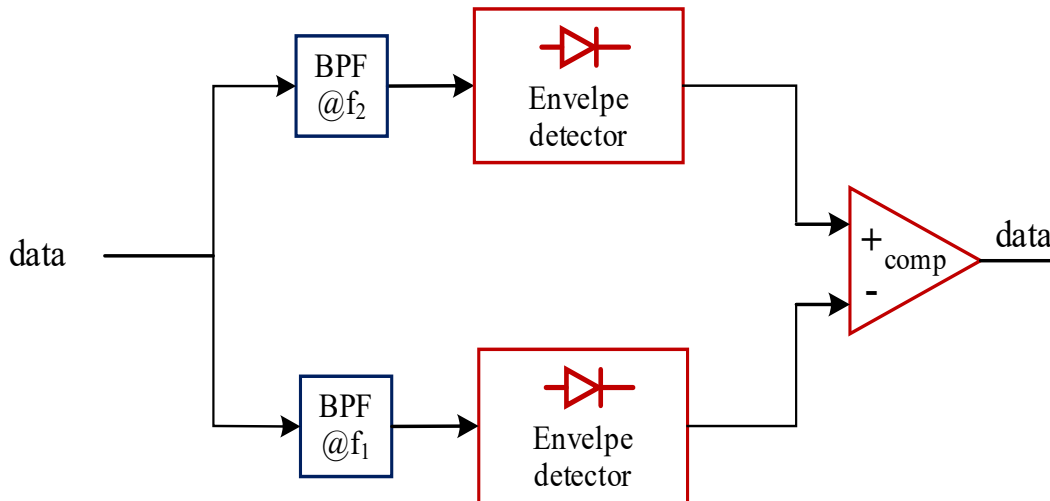 BPF
@f₂
Envelpe
detector
data
+
comp
-
data
BPF
@f₁
Envelpe
detector